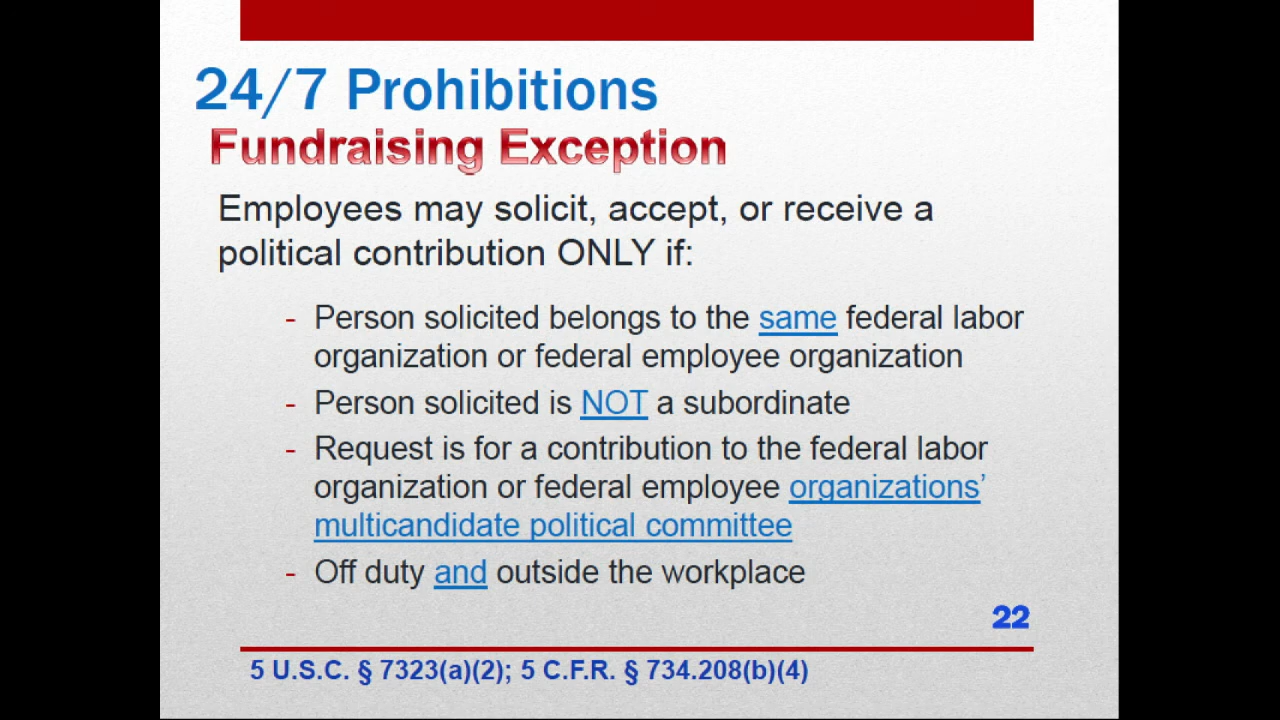 24/7 Prohibitions
Fundraising Exception
Employees may solicit, accept, or receive a
political contribution ONLY if:
- Person solicited belongs to the same federal labor
organization or federal employee organization
- Person solicited is NOT a subordinate
- Request is for a contribution to the federal labor
organization or federal employee organizations’
multicandidate political committee
- Off duty and outside the workplace
22
5 U.S.C. § 7323(a)(2); 5 C.F.R. § 734.208(b)(4)